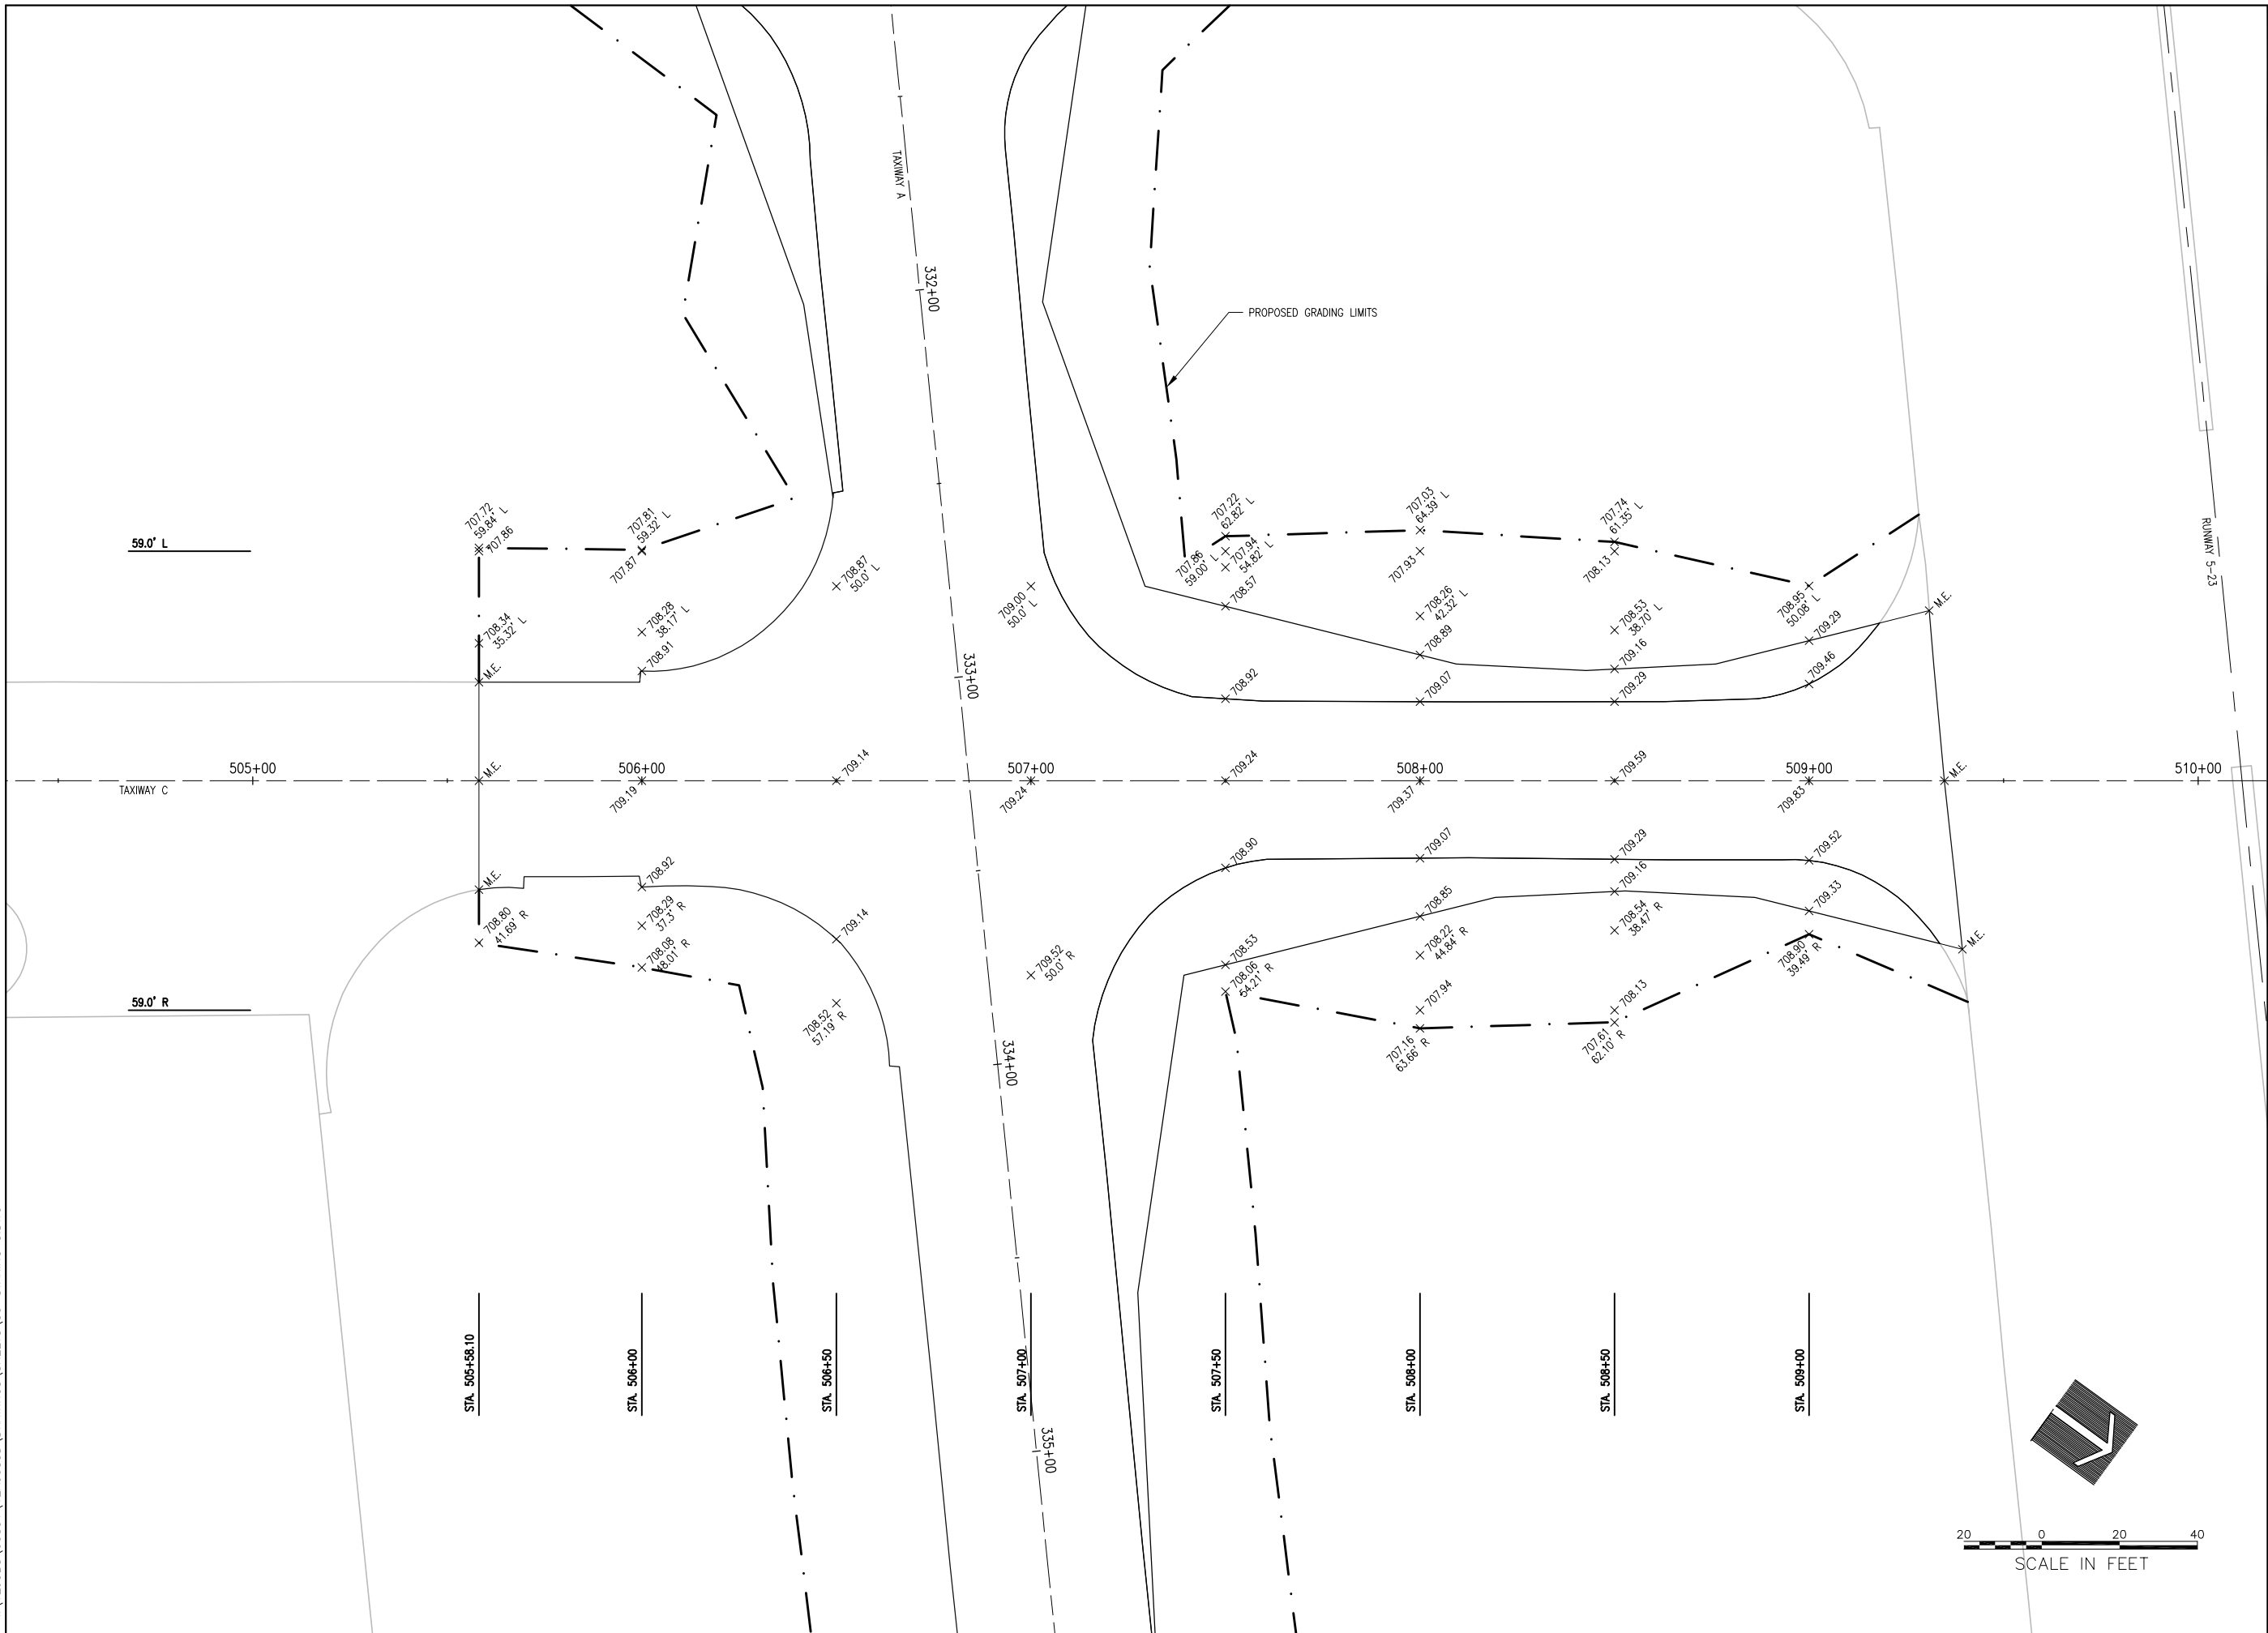 TAXIWAY A
332+00
PROPOSED GRADING LIMITS
RUNWAY 5-23
59.0' L
707.72
59.84' L
707.86
707.81
59.32' L
707.87
708.34
35.32' L
M.E.
708.28
38.17' L
708.91
708.87
50.0' L
709.00
50.0' L
707.22
62.82' L
707.86
59.00' L
707.94
54.82' L
708.57
707.03
64.39' L
707.93
708.26
42.32' L
708.89
707.74
61.35' L
708.13
708.53
38.70' L
709.16
708.95
50.08' L
709.29
709.46
M.E.
333+00
708.92
709.07
709.29
505+00
TAXIWAY C
M.E.
506+00
709.19
709.14
507+00
709.24
709.24
508+00
709.37
709.59
509+00
709.83
M.E.
510+00
M.E.
708.92
708.90
709.07
709.29
709.52
708.80
41.69' R
708.29
37.3' R
708.08
48.01' R
709.14
708.52
57.19' R
709.52
50.0' R
708.53
708.06
54.21' R
708.85
708.22
44.84' R
707.94
707.16
63.66' R
709.16
708.54
38.47' R
708.13
707.61
62.10' R
709.33
708.90
39.49' R
M.E.
59.0' R
334+00
STA. 505+58.10
STA. 506+00
STA. 506+50
STA. 507+00
STA. 507+50
STA. 508+00
STA. 508+50
STA. 509+00
335+00
20 0 20 40
SCALE IN FEET